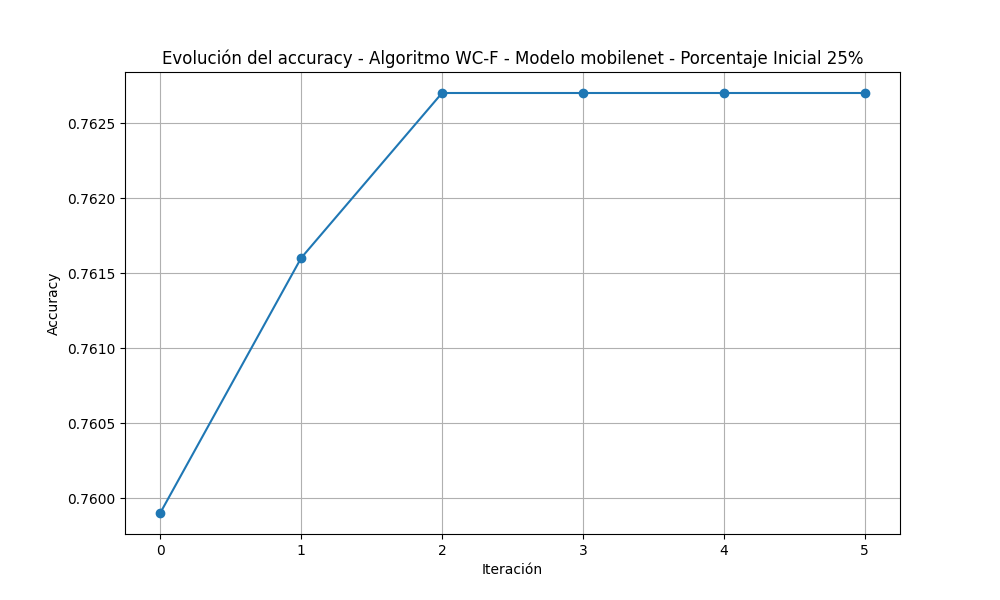 Evolución del accuracy - Algoritmo WC-F - Modelo mobilenet - Porcentaje Inicial 25%
0.7625
0.7620
0.7615
0.7610
0.7605
0.7600
Accuracy
0 1 2 3 4 5
Iteración